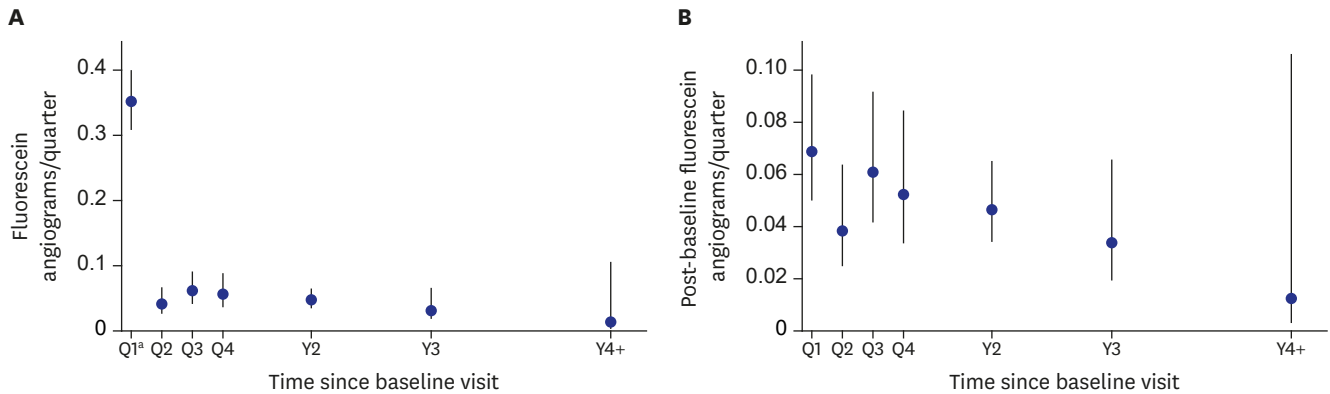 A
Fluorescein
angiograms/quarter
0.4
0.3
0.2
0.1
0
Q1ª Q2 Q3 Q4 Y2 Y3 Y4+
Time since baseline visit
B
Post-baseline fluorescein
angiograms/quarter
0.10
0.08
0.06
0.04
0.02
0
Q1 Q2 Q3 Q4 Y2 Y3 Y4+
Time since baseline visit